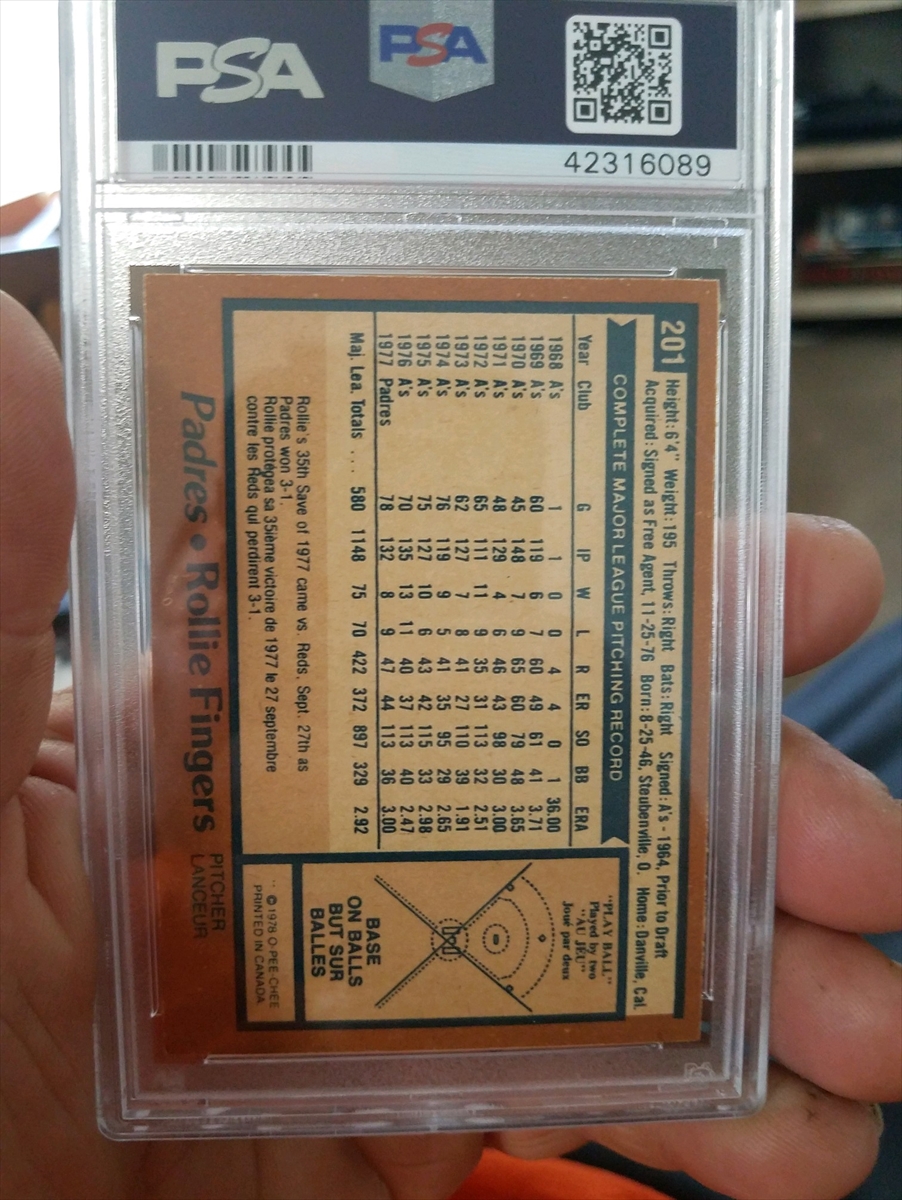 PSA
PSA
42316089
201
Height: 6'4" Weight: 195 Throws: Right Bats: Right Signed: A's - 1964, Prior to Draft
Acquired: Signed as Free Agent, 11-25-76 Born: 8-25-46, Steubenville, O. Home: Danville, Cal.
COMPLETE MAJOR LEAGUE PITCHING RECORD
Year Club G IP W L R ER SO BB ERA
1968 A's 1 1 0 0 4 4 0 1 36.00
1969 A's 60 119 6 7 60 49 61 41 3.71
1970 A's 45 148 7 9 65 60 79 48 3.65
1971 A's 48 129 4 6 46 43 98 30 3.00
1972 A's 65 111 11 9 35 31 113 32 2.51
1973 A's 62 127 7 8 41 27 110 39 1.91
1974 A's 76 119 9 5 41 35 95 29 2.65
1975 A's 75 127 10 6 43 42 115 33 2.98
1976 A's 70 135 13 11 40 37 113 40 2.47
1977 Padres 78 132 8 9 47 44 113 36 3.00
Maj. Lea. Totals ... 580 1148 75 70 422 372 897 329 2.92
Rollie's 35th Save of 1977 came vs. Reds, Sept. 27th as
Padres won 3-1.
Rollie protégea sa 35ième victoire de 1977 le 27 septembre
contre les Reds qui perdirent 3-1.
"PLAY BALL"
Played by two
"AU JEU"
Joué par deux
BASE
ON BALLS
BUT SUR
BALLES
© 1978 O-PEE-CHEE
PRINTED IN CANADA
Padres • Rollie Fingers PITCHER
LANCEUR